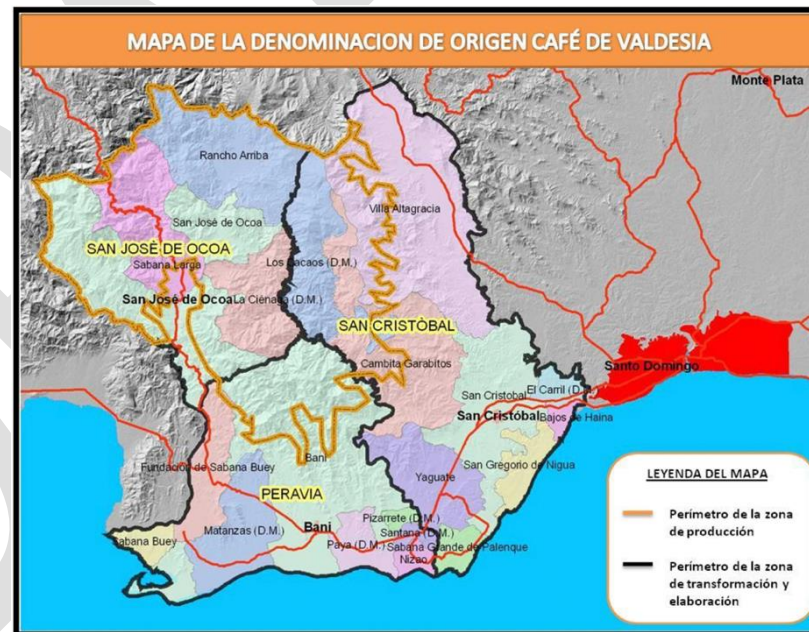 MAPA DE LA DENOMINACION DE ORIGEN CAFÉ DE VALDESIA
Monte Plata
Rancho Arriba
Villa Altagracia
San José de Ocoa
SAN JOSÉ DE OCOA
Sabana Larga
Los Cacaos (D.M.)
San José de Ocoa
La Ciénaga (D.M.)
SAN CRISTÒBAL
Cambita Garabitos
Santo Domingo
San Cristobal
El Carril (D.M.)
San Cristóbal
Bajos de Haina
Bani
Fundación de Sabana Buey
San Gregorio de Nigua
Yaguate
PERAVIA
Pizarrete (D.M.)
Matanzas (D.M.)
Bani
Santana (D.M.)
Sabana Buey
Paya (D.M.)
Sabana Grande de Palenque
Nizao
LEYENDA DEL MAPA
Perímetro de la zona
de producción
Perímetro de la zona
de transformación y
elaboración